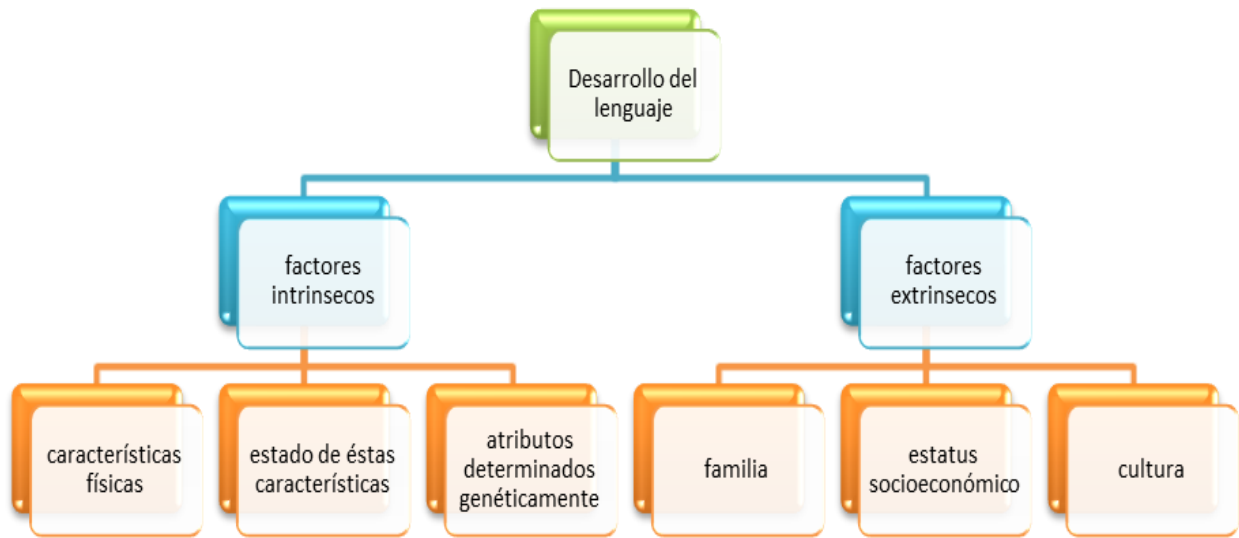 Desarrollo del
lenguaje
factores
intrinsecos
factores
extrinsecos
características
físicas
estado de éstas
características
atributos
determinados
genéticamente
familia
estatus
socioeconómico
cultura